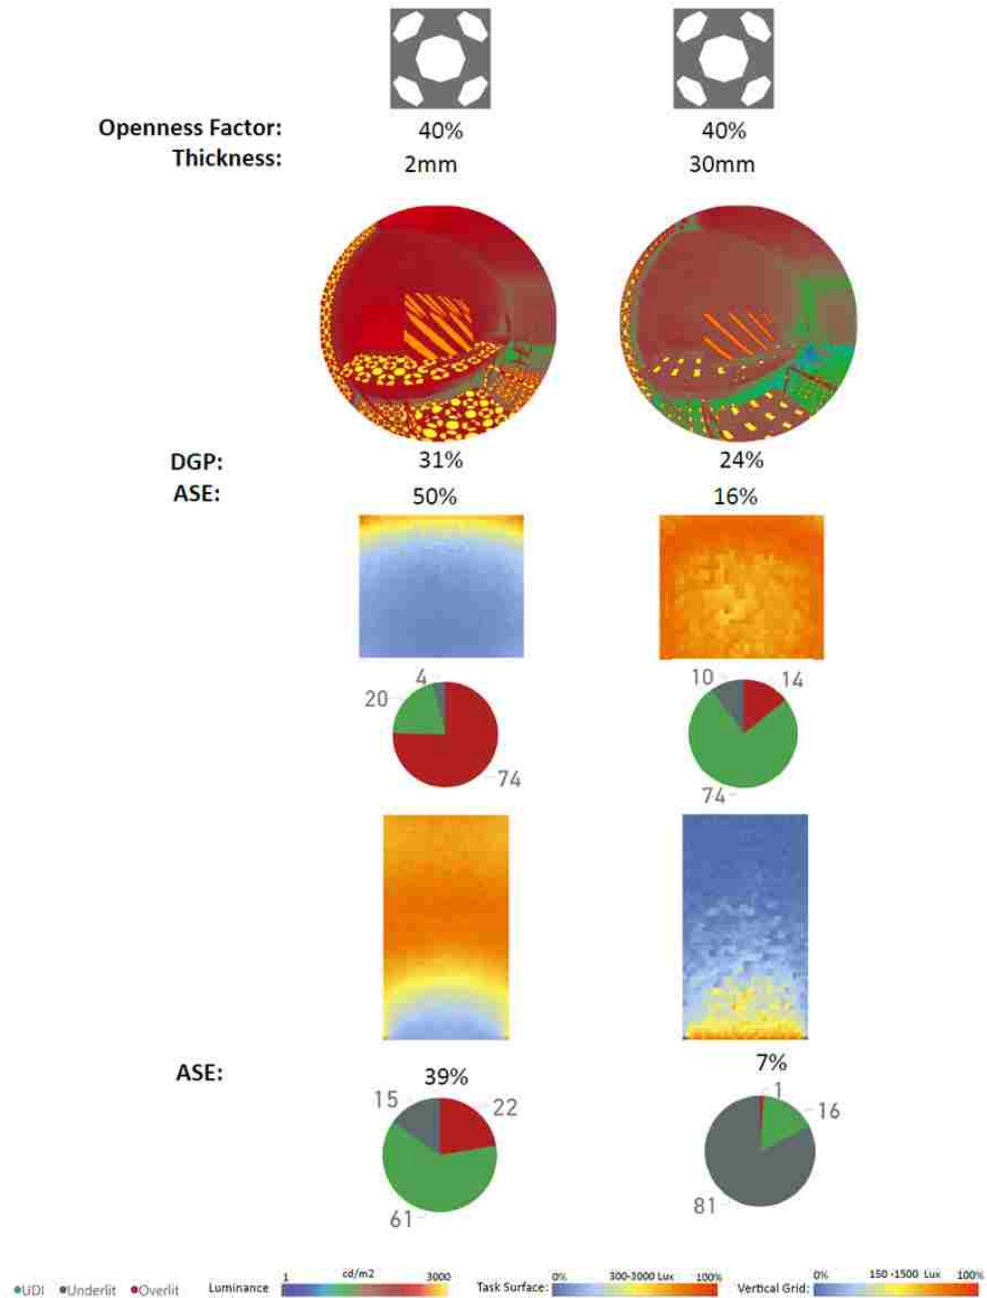 Openness Factor: 40% 40%
Thickness: 2mm 30mm
DGP: 31% 24%
ASE: 50% 16%
4 10 14
20
74 74
ASE: 39% 7%
15 22 1 16
61 81
UDI Underlit Overlit Luminance 1 cd/m2 3000 Task Surface: 0% 300-3000 Lux 100% Vertical Grid: 0% 150 -1500 Lux 100%